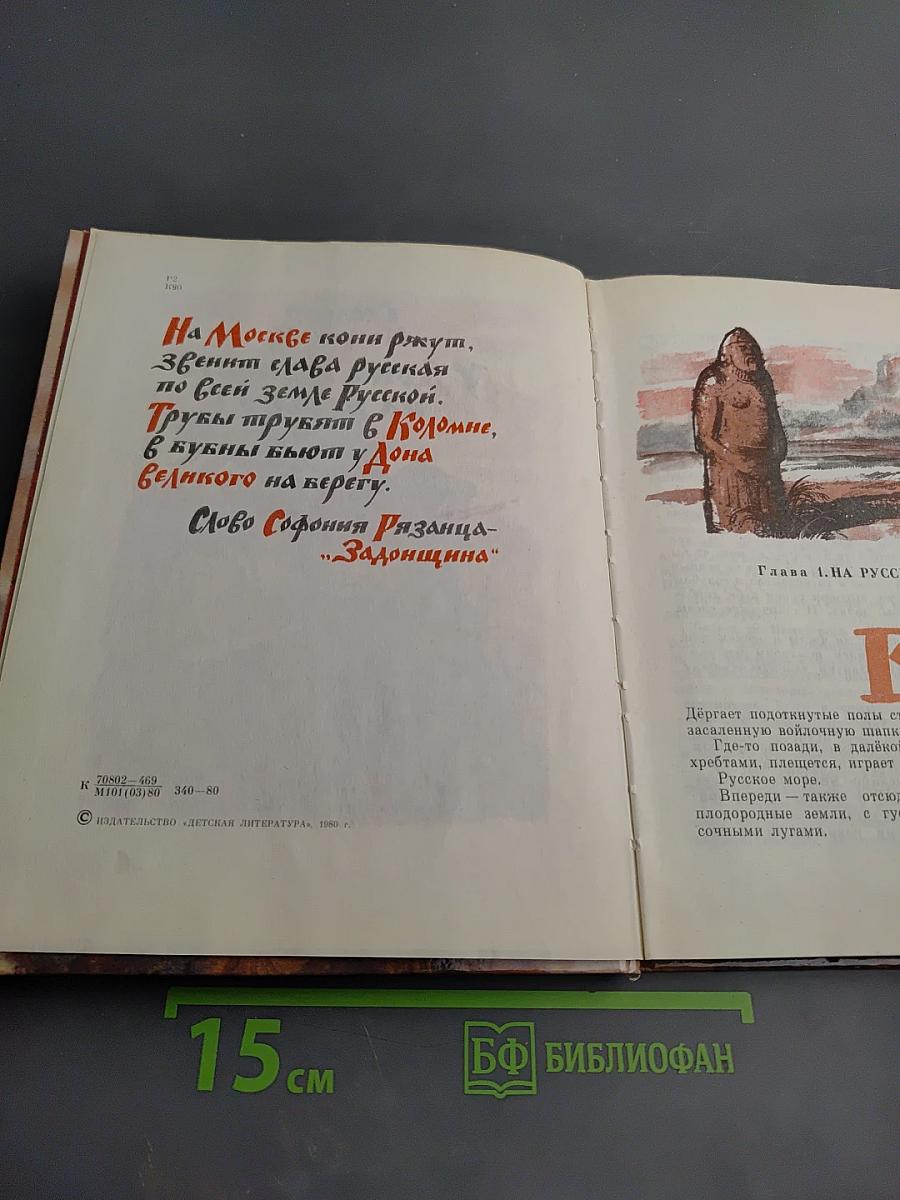 Р2
К90
На Москве кони ржут,
звенит слава русская
по всей земле Русской.
Трубы трубят в Коломне,
в бубны бьют у Дона
великого на берегу.
Слово Софония Рязанца-
„Задонщина“
К 70802—469
М101(03)80 340—80
© ИЗДАТЕЛЬСТВО «ДЕТСКАЯ ЛИТЕРАТУРА», 1980 г.
Глава 1. НА РУСС
Дёргает подоткнутые полы ст
засаленную войлочную шапк
Где-то позади, в далёкой
хребтами, плещется, играет
Русское море.
Впереди — также отсюд
плодородные земли, с гус
сочными лугами.
15 см
БФ БИБЛИОФАН